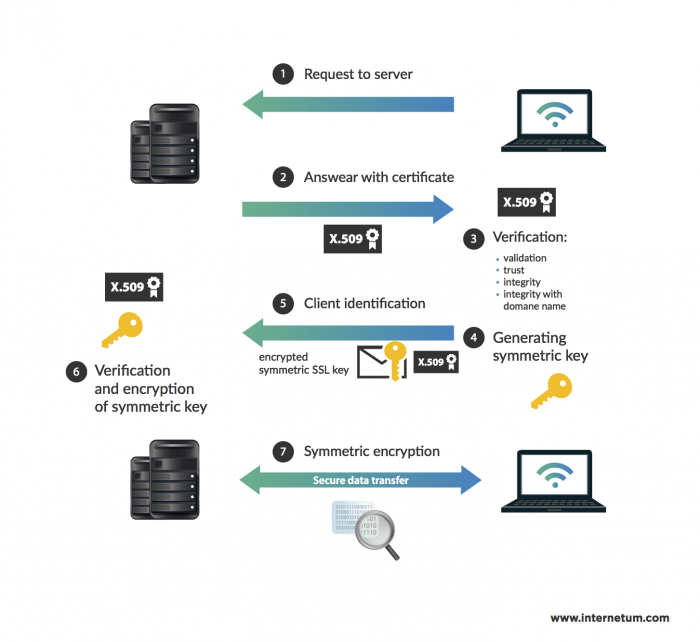 1 Request to server
2 Answear with certificate
X.509
X.509
3 Verification:
• validation
• trust
• integrity
• integrity with
domane name
X.509
5 Client identification
4 Generating
symmetric key
encrypted
symmetric SSL key
X.509
6 Verification
and encryption
of symmetric key
7 Symmetric encryption
Secure data transfer
www.internetum.com